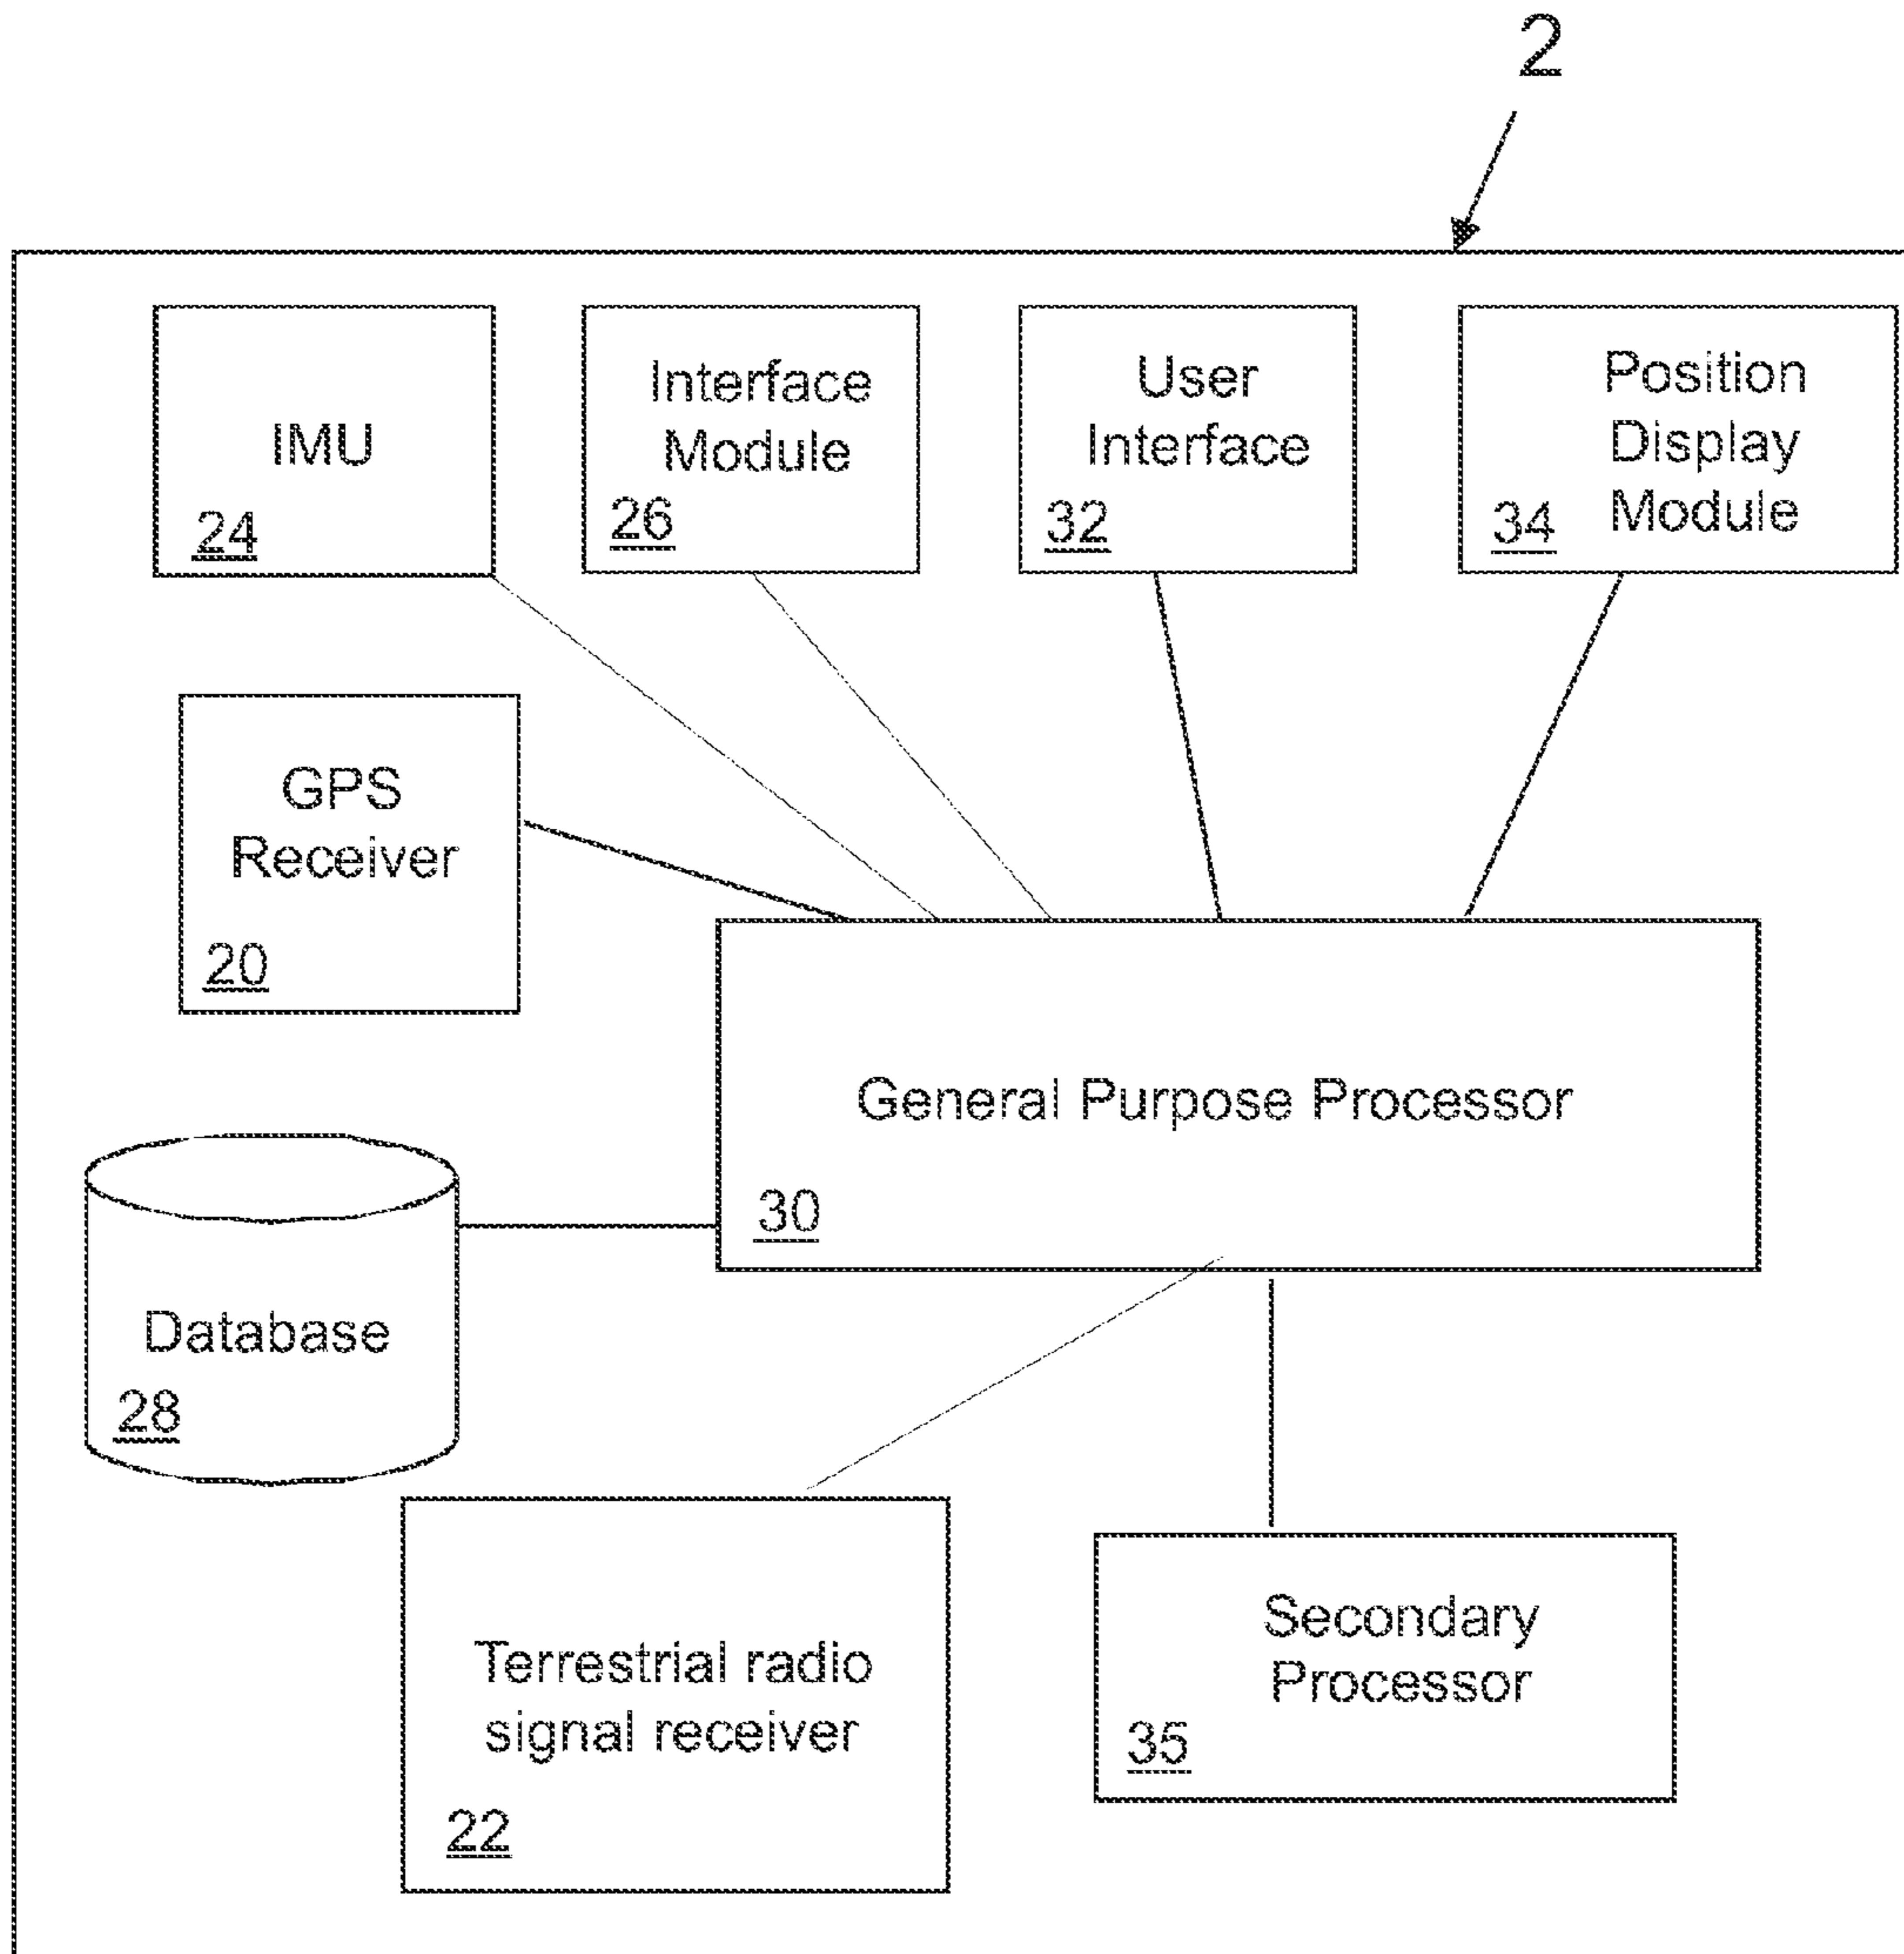 2
IMU
24
Interface
Module
26
User
Interface
32
Position
Display
Module
34
GPS
Receiver
20
General Purpose Processor
30
Database
28
Terrestrial radio
signal receiver
22
Secondary
Processor
35